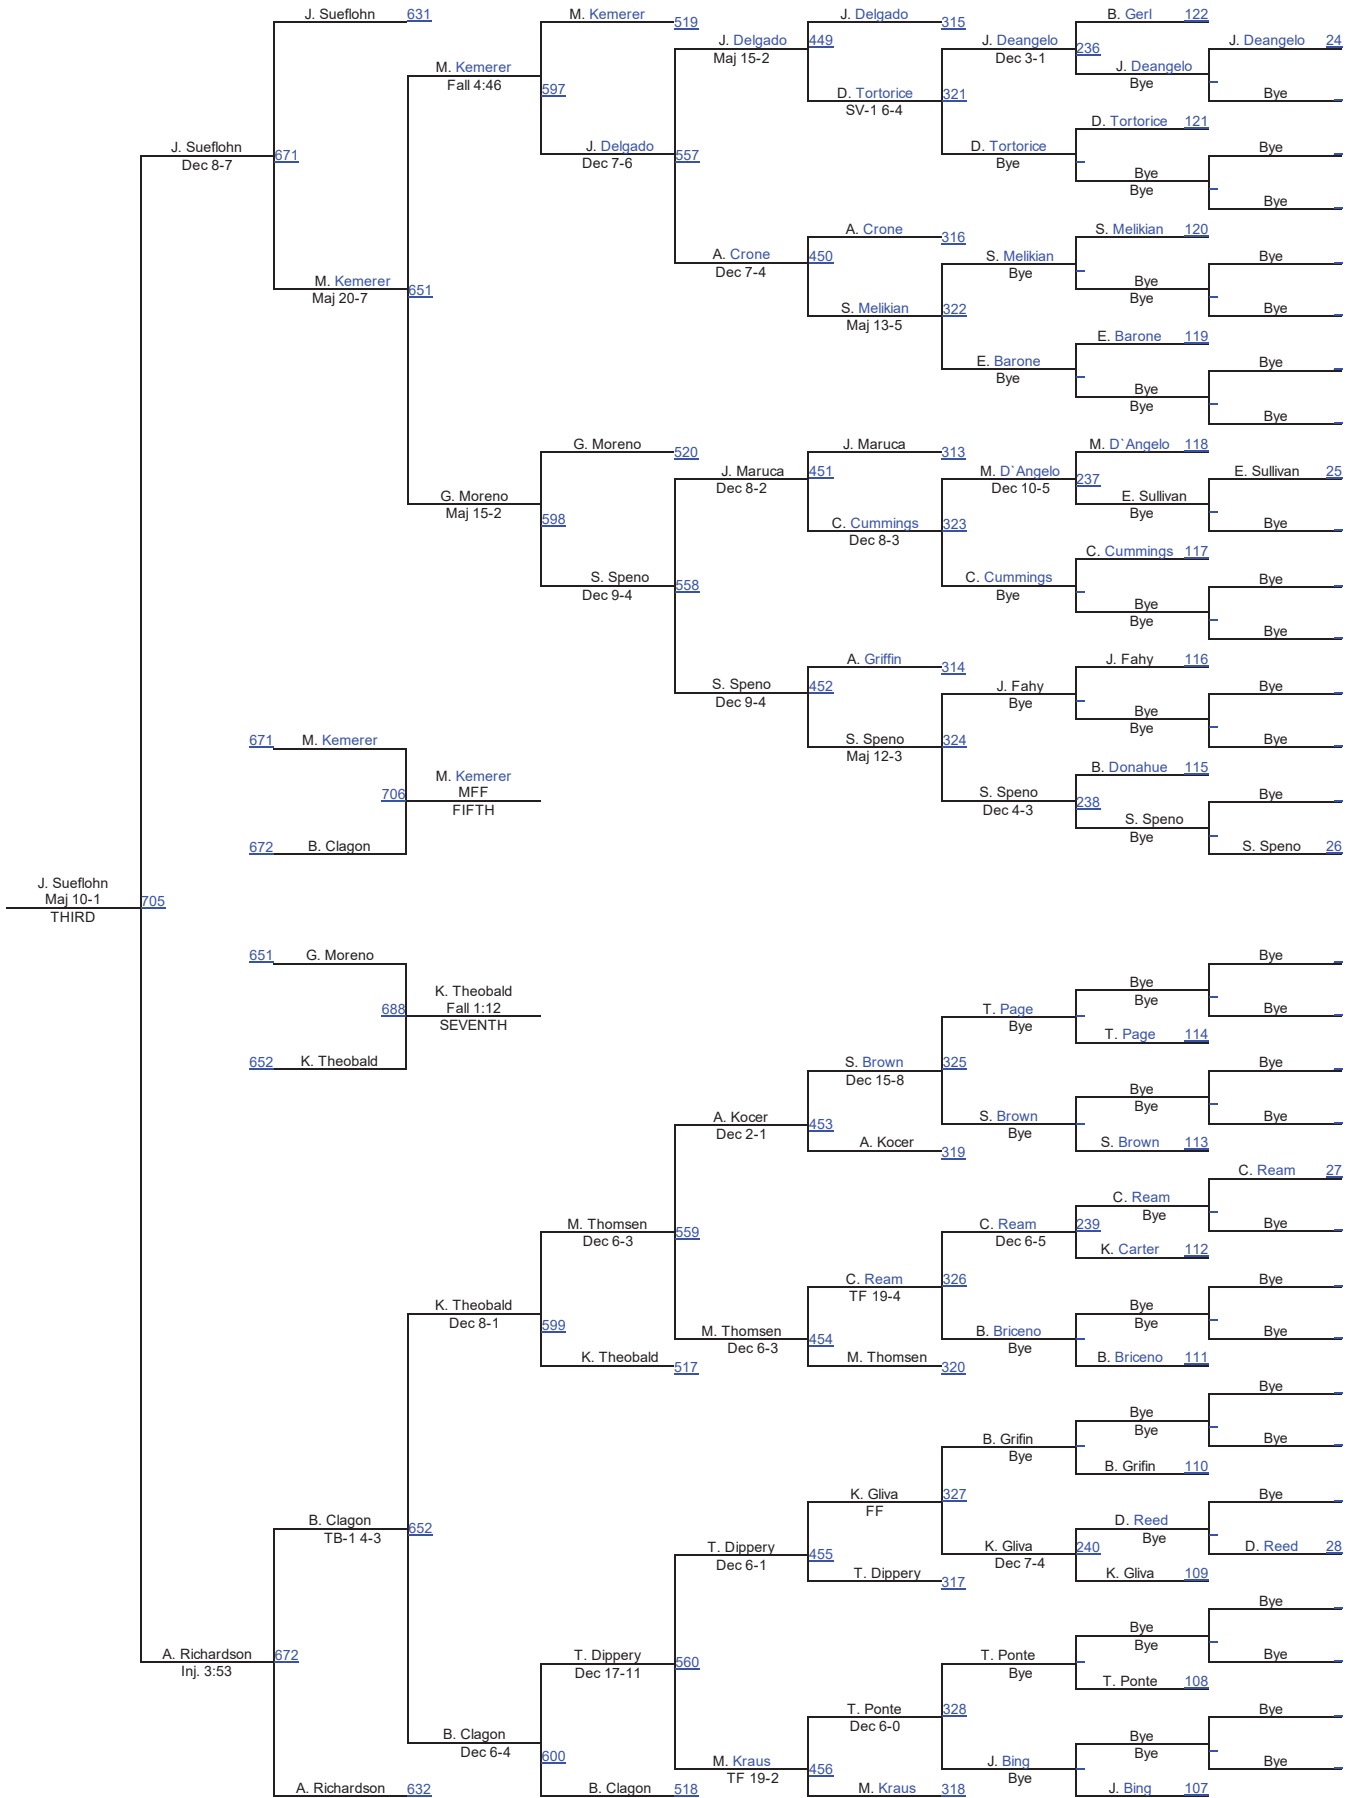 J. Sueflohn 631
M. Kemerer 519
J. Delgado 315
B. Gerl 122
J. Delgado 449
Maj 15-2
J. Deangelo 236
Dec 3-1
J. Deangelo 24
M. Kemerer
Fall 4:46
597
J. Deangelo
Bye
D. Tortorice 321
SV-1 6-4
Bye
D. Tortorice 121
J. Sueflohn 671
Dec 8-7
J. Delgado 557
Dec 7-6
D. Tortorice
Bye
Bye
Bye
Bye
Bye
A. Crone 316
S. Melikian 120
A. Crone 450
Dec 7-4
S. Melikian
Bye
Bye
M. Kemerer 651
Maj 20-7
Bye
Bye
S. Melikian 322
Maj 13-5
Bye
E. Barone 119
E. Barone
Bye
Bye
Bye
Bye
Bye
G. Moreno 520
J. Maruca 313
M. D`Angelo 118
J. Maruca 451
Dec 8-2
M. D`Angelo 237
Dec 10-5
E. Sullivan 25
G. Moreno
Maj 15-2
598
E. Sullivan
Bye
C. Cummings 323
Dec 8-3
Bye
C. Cummings 117
S. Speno 558
Dec 9-4
C. Cummings
Bye
Bye
Bye
Bye
Bye
A. Griffin 314
J. Fahy 116
S. Speno 452
Dec 9-4
J. Fahy
Bye
Bye
Bye
Bye
671 M. Kemerer
S. Speno 324
Maj 12-3
Bye
B. Donahue 115
M. Kemerer
706 MFF
FIFTH
S. Speno 238
Dec 4-3
Bye
S. Speno
Bye
672 B. Clagon
S. Speno 26
J. Sueflohn
Maj 10-1 705
THIRD
651 G. Moreno
Bye
K. Theobald
688 Fall 1:12
SEVENTH
T. Page
Bye
Bye
Bye
Bye
T. Page 114
652 K. Theobald
S. Brown 325
Dec 15-8
Bye
A. Kocer 453
Dec 2-1
S. Brown
Bye
Bye
Bye
Bye
A. Kocer 319
S. Brown 113
C. Ream 27
M. Thomsen 559
Dec 6-3
C. Ream 239
Dec 6-5
C. Ream
Bye
Bye
K. Carter 112
C. Ream 326
TF 19-4
Bye
K. Theobald
Dec 8-1
599
M. Thomsen 454
Dec 6-3
B. Briceno
Bye
Bye
Bye
Bye
K. Theobald 517
M. Thomsen 320
B. Briceno 111
Bye
B. Grifin
Bye
Bye
Bye
Bye
B. Grifin 110
K. Gliva 327
FF
Bye
B. Clagon 652
TB-1 4-3
D. Reed
Bye
T. Dippery 455
Dec 6-1
K. Gliva 240
Dec 7-4
D. Reed 28
T. Dippery 317
K. Gliva 109
Bye
A. Richardson 672
Inj. 3:53
T. Dippery 560
Dec 17-11
T. Ponte
Bye
Bye
Bye
Bye
T. Ponte 108
T. Ponte 328
Dec 6-0
Bye
B. Clagon
Dec 6-4
600
M. Kraus 456
TF 19-2
J. Bing
Bye
Bye
Bye
Bye
A. Richardson 632
B. Clagon 518
M. Kraus 318
J. Bing 107